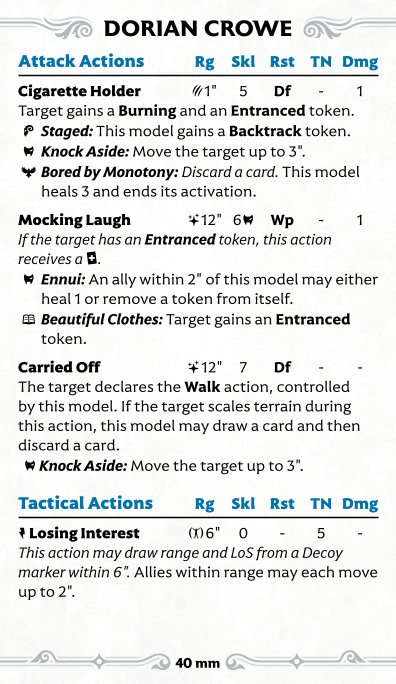 DORIAN CROWE
Attack Actions Rg Skl Rst TN Dmg
Cigarette Holder 1" 5 Df - 1
Target gains a Burning and an Entranced token.
Staged: This model gains a Backtrack token.
Knock Aside: Move the target up to 3".
Bored by Monotony: Discard a card. This model
heals 3 and ends its activation.
Mocking Laugh 12" 6 Wp - 1
If the target has an Entranced token, this action
receives a .
Ennui: An ally within 2" of this model may either
heal 1 or remove a token from itself.
Beautiful Clothes: Target gains an Entranced
token.
Carried Off 12" 7 Df - -
The target declares the Walk action, controlled
by this model. If the target scales terrain during
this action, this model may draw a card and then
discard a card.
Knock Aside: Move the target up to 3".
Tactical Actions Rg Skl Rst TN Dmg
Losing Interest 6" 0 - 5 -
This action may draw range and LoS from a Decoy
marker within 6". Allies within range may each move
up to 2".
40 mm